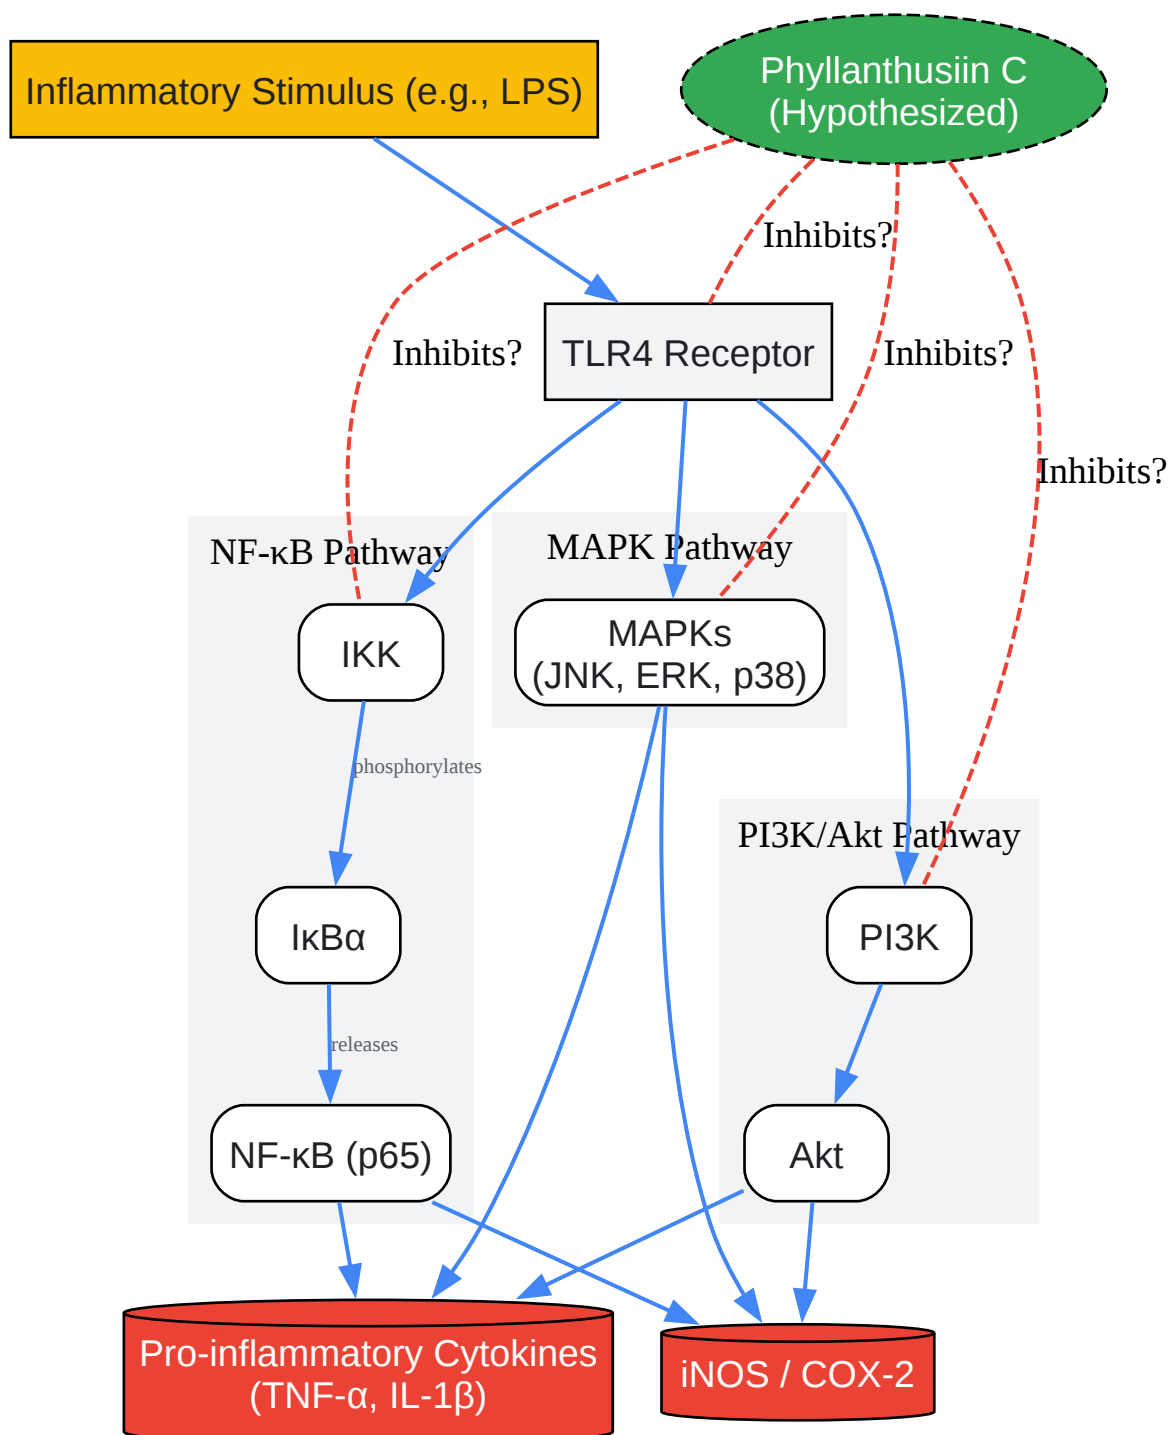 Inflammatory Stimulus (e.g., LPS)
Phyllanthusiin C
(Hypothesized)
Inhibits?
Inhibits?
TLR4 Receptor
Inhibits?
Inhibits?
NF-κB Pathway
MAPK Pathway
IKK
MAPKs
(JNK, ERK, p38)
phosphorylates
PI3K/Akt Pathway
IκBα
PI3K
releases
NF-κB (p65)
Akt
Pro-inflammatory Cytokines
(TNF-α, IL-1β)
iNOS / COX-2